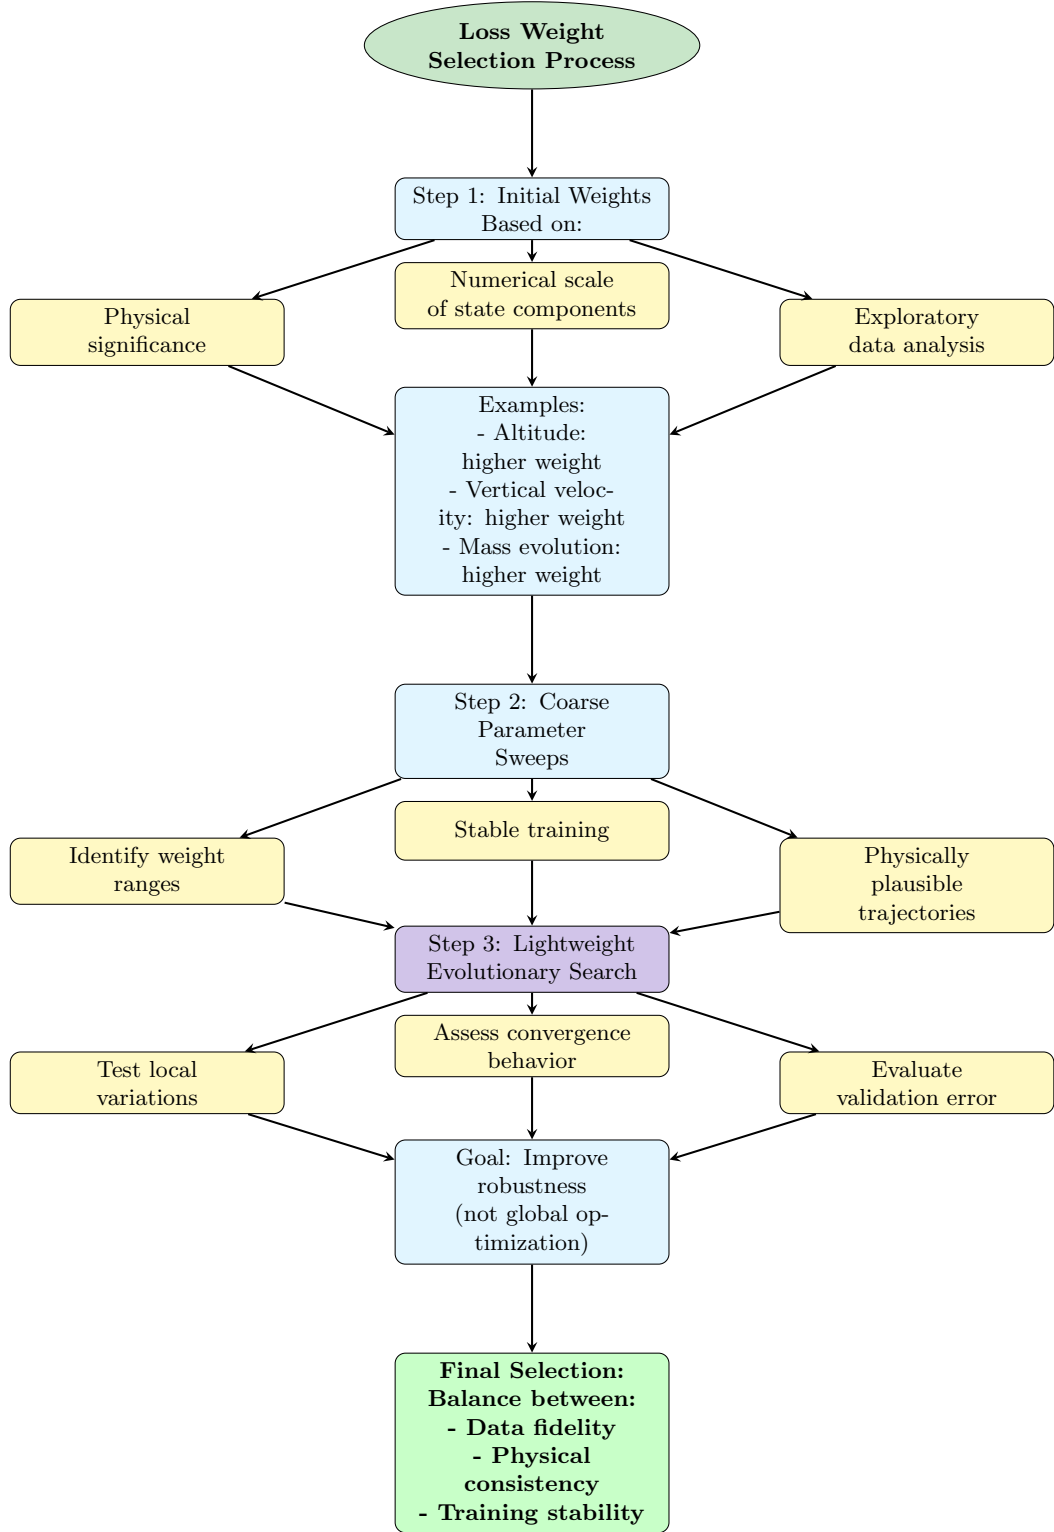 Loss Weight
Selection Process
Step 1: Initial Weights
Based on:
Physical
significance
Numerical scale
of state components
Exploratory
data analysis
Examples:
- Altitude:
higher weight
- Vertical veloc-
ity: higher weight
- Mass evolution:
higher weight
Step 2: Coarse
Parameter
Sweeps
Identify weight
ranges
Stable training
Physically
plausible
trajectories
Step 3: Lightweight
Evolutionary Search
Test local
variations
Assess convergence
behavior
Evaluate
validation error
Goal: Improve
robustness
(not global op-
timization)
Final Selection:
Balance between:
- Data fidelity
- Physical
consistency
- Training stability